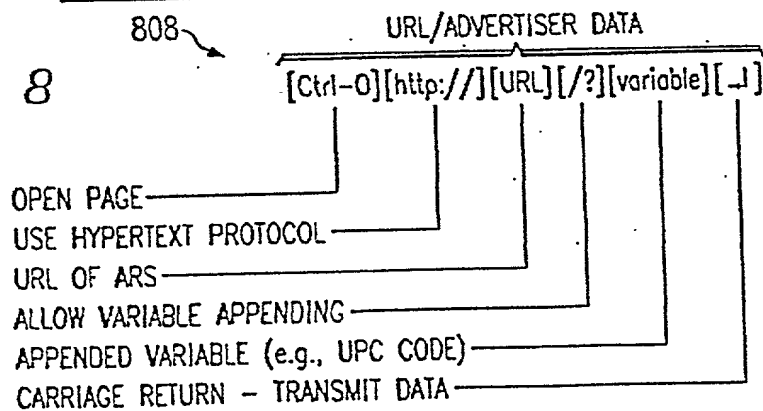 808
URL/ADVERTISER DATA
8
[Ctrl-O][http://][URL][/?][variable][↵]
OPEN PAGE
USE HYPERTEXT PROTOCOL
URL OF ARS
ALLOW VARIABLE APPENDING
APPENDED VARIABLE (e.g., UPC CODE)
CARRIAGE RETURN - TRANSMIT DATA